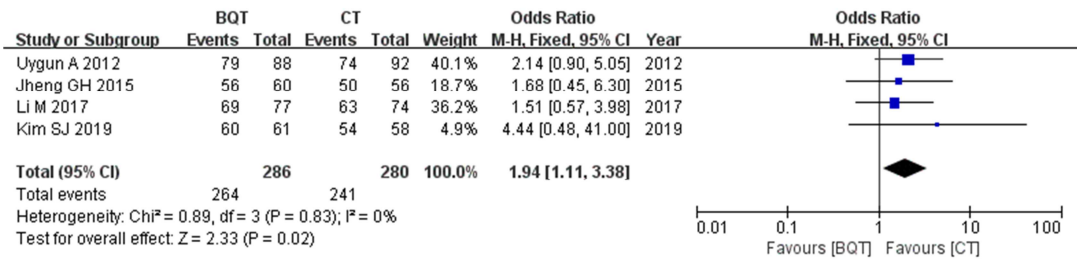 BQT CT Odds Ratio Odds Ratio
Study or Subgroup Events Total Events Total Weight M-H, Fixed, 95% CI Year M-H, Fixed, 95% CI
Uygun A 2012 79 88 74 92 40.1% 2.14 [0.90, 5.05] 2012
Jheng GH 2015 56 60 50 56 18.7% 1.68 [0.45, 6.30] 2015
Li M 2017 69 77 63 74 36.2% 1.51 [0.57, 3.98] 2017
Kim SJ 2019 60 61 54 58 4.9% 4.44 [0.48, 41.00] 2019
Total (95% CI) 286 280 100.0% 1.94 [1.11, 3.38]
Total events 264 241
Heterogeneity: Chi² = 0.89, df = 3 (P = 0.83); I² = 0%
Test for overall effect: Z = 2.33 (P = 0.02)
0.01 0.1 1 10 100
Favours [BQT] Favours [CT]